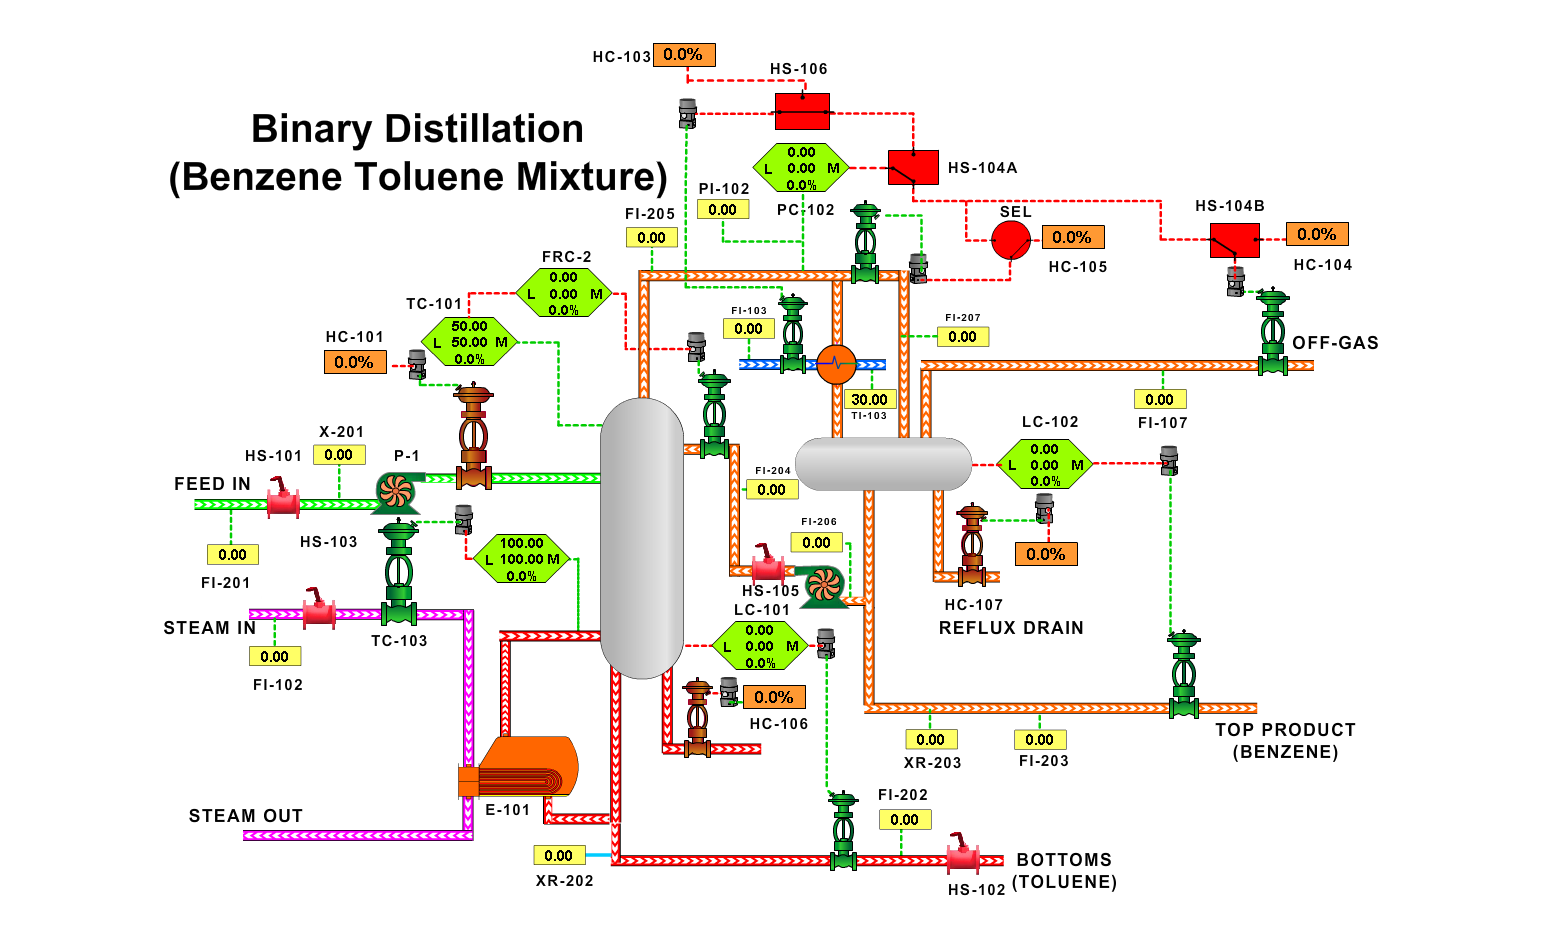 HC-103
0.0%
HS-106
Binary Distillation
(Benzene Toluene Mixture)
0.00
L 0.00 M
0.0%
HS-104A
PI-102
0.00
PC-102
FI-205
0.00
SEL
HS-104B
0.0%
HC-105
0.0%
HC-104
FRC-2
0.00
L 0.00 M
0.0%
TC-101
50.00
L 50.00 M
0.0%
HC-101
0.0%
FI-103
0.00
FI-207
0.00
OFF-GAS
30.00
TI-103
0.00
FI-107
LC-102
0.00
L 0.00 M
0.0%
X-201
0.00
HS-101
P-1
FEED IN
FI-204
0.00
FI-206
0.00
0.0%
HS-103
0.00
FI-201
100.00
L 100.00 M
0.0%
HS-105
HC-107
REFLUX DRAIN
LC-101
0.00
L 0.00 M
0.0%
STEAM IN
TC-103
0.00
FI-102
0.0%
HC-106
TOP PRODUCT
(BENZENE)
0.00
XR-203
0.00
FI-203
E-101
STEAM OUT
FI-202
0.00
0.00
XR-202
BOTTOMS
(TOLUENE)
HS-102